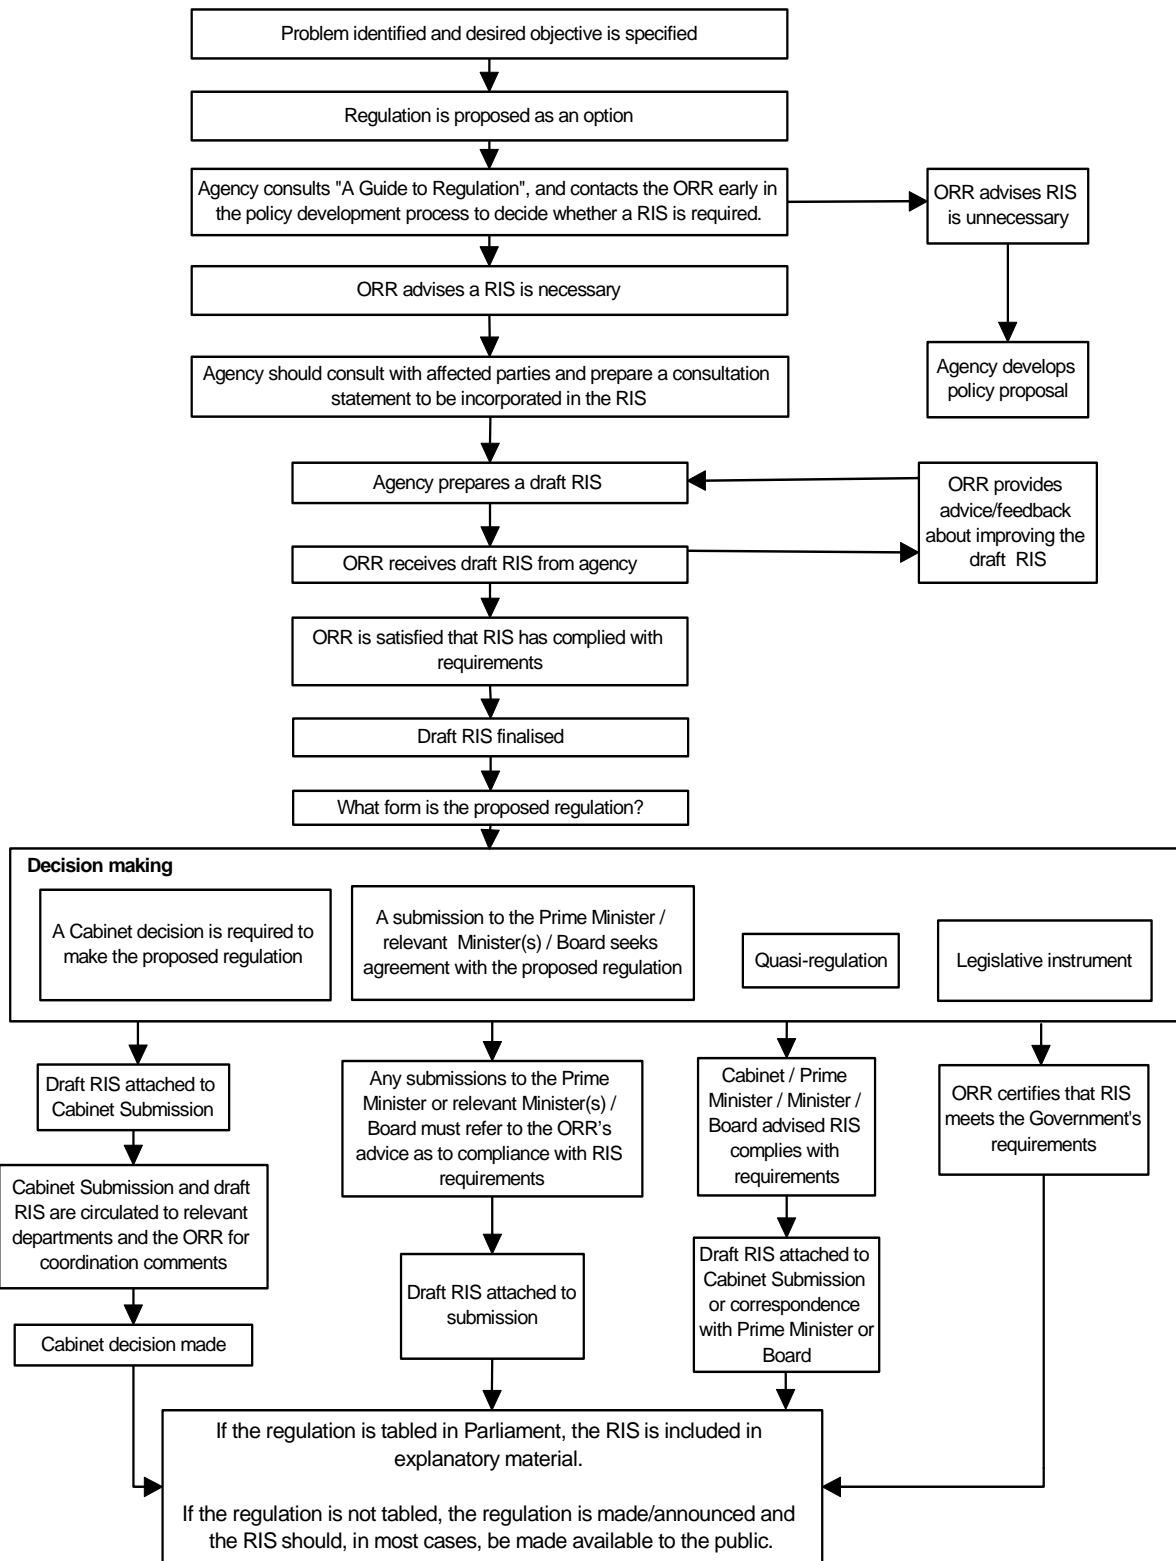 Problem identified and desired objective is specified
Regulation is proposed as an option
Agency consults "A Guide to Regulation", and contacts the ORR early in
the policy development process to decide whether a RIS is required.
ORR advises RIS
is unnecessary
ORR advises a RIS is necessary
Agency develops
policy proposal
Agency should consult with affected parties and prepare a consultation
statement to be incorporated in the RIS
Agency prepares a draft RIS
ORR provides
advice/feedback
about improving the
draft RIS
ORR receives draft RIS from agency
ORR is satisfied that RIS has complied with
requirements
Draft RIS finalised
What form is the proposed regulation?
Decision making
A Cabinet decision is required to
make the proposed regulation
A submission to the Prime Minister /
relevant Minister(s) / Board seeks
agreement with the proposed regulation
Quasi-regulation
Legislative instrument
Draft RIS attached to
Cabinet Submission
Any submissions to the Prime
Minister or relevant Minister(s) /
Board must refer to the ORR's
advice as to compliance with RIS
requirements
Cabinet / Prime
Minister / Minister /
Board advised RIS
complies with
requirements
ORR certifies that RIS
meets the Government's
requirements
Cabinet Submission and draft
RIS are circulated to relevant
departments and the ORR for
coordination comments
Draft RIS attached to
submission
Draft RIS attached to
Cabinet Submission
or correspondence
with Prime Minister or
Board
Cabinet decision made
If the regulation is tabled in Parliament, the RIS is included in
explanatory material.
If the regulation is not tabled, the regulation is made/announced and
the RIS should, in most cases, be made available to the public.